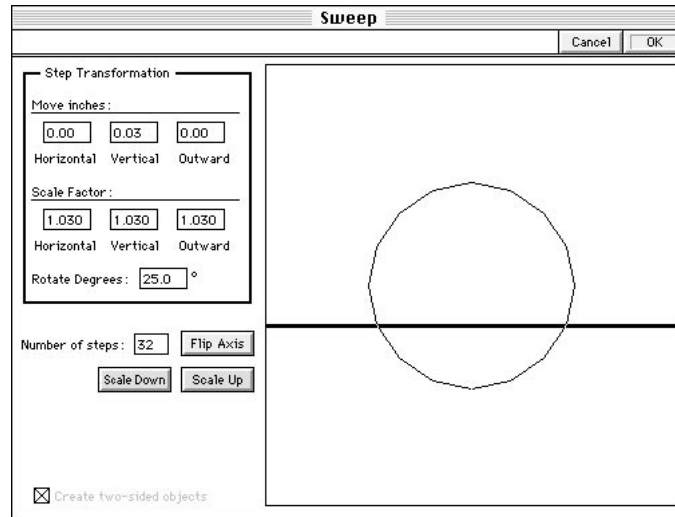 Sweep
Cancel OK
Step Transformation
Move inches:
0.00 0.03 0.00
Horizontal Vertical Outward
Scale Factor:
1.030 1.030 1.030
Horizontal Vertical Outward
Rotate Degrees: 25.0 °
Number of steps: 32 Flip Axis
Scale Down Scale Up
Create two-sided objects